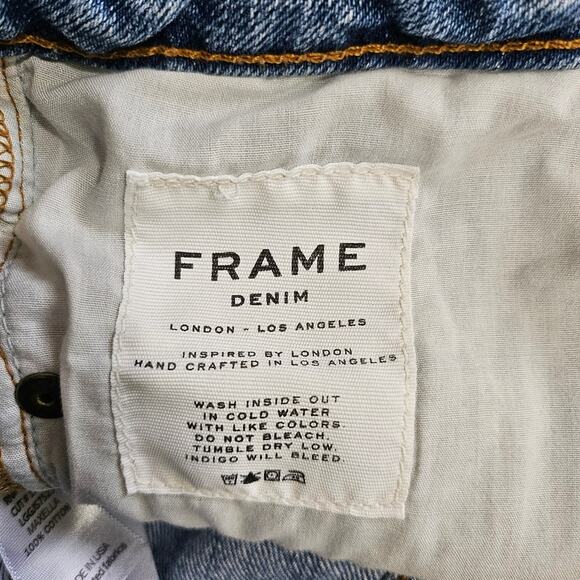 FRAME
DENIM
LONDON - LOS ANGELES
INSPIRED BY LONDON
HAND CRAFTED IN LOS ANGELES
WASH INSIDE OUT
IN COLD WATER
WITH LIKE COLORS
DO NOT BLEACH.
TUMBLE DRY LOW.
INDIGO WILL BLEED.
100% COTTON
MADE IN USA
fabrics